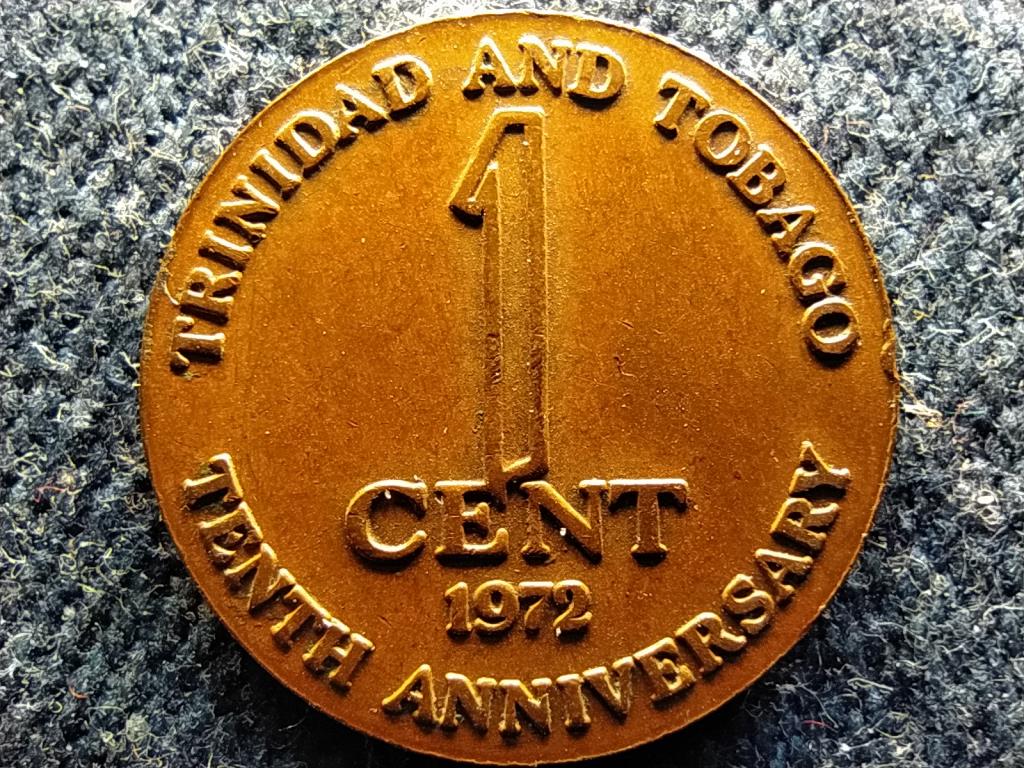 TRINIDAD AND TOBAGO
1
CENT
1972
TENTH ANNIVERSARY